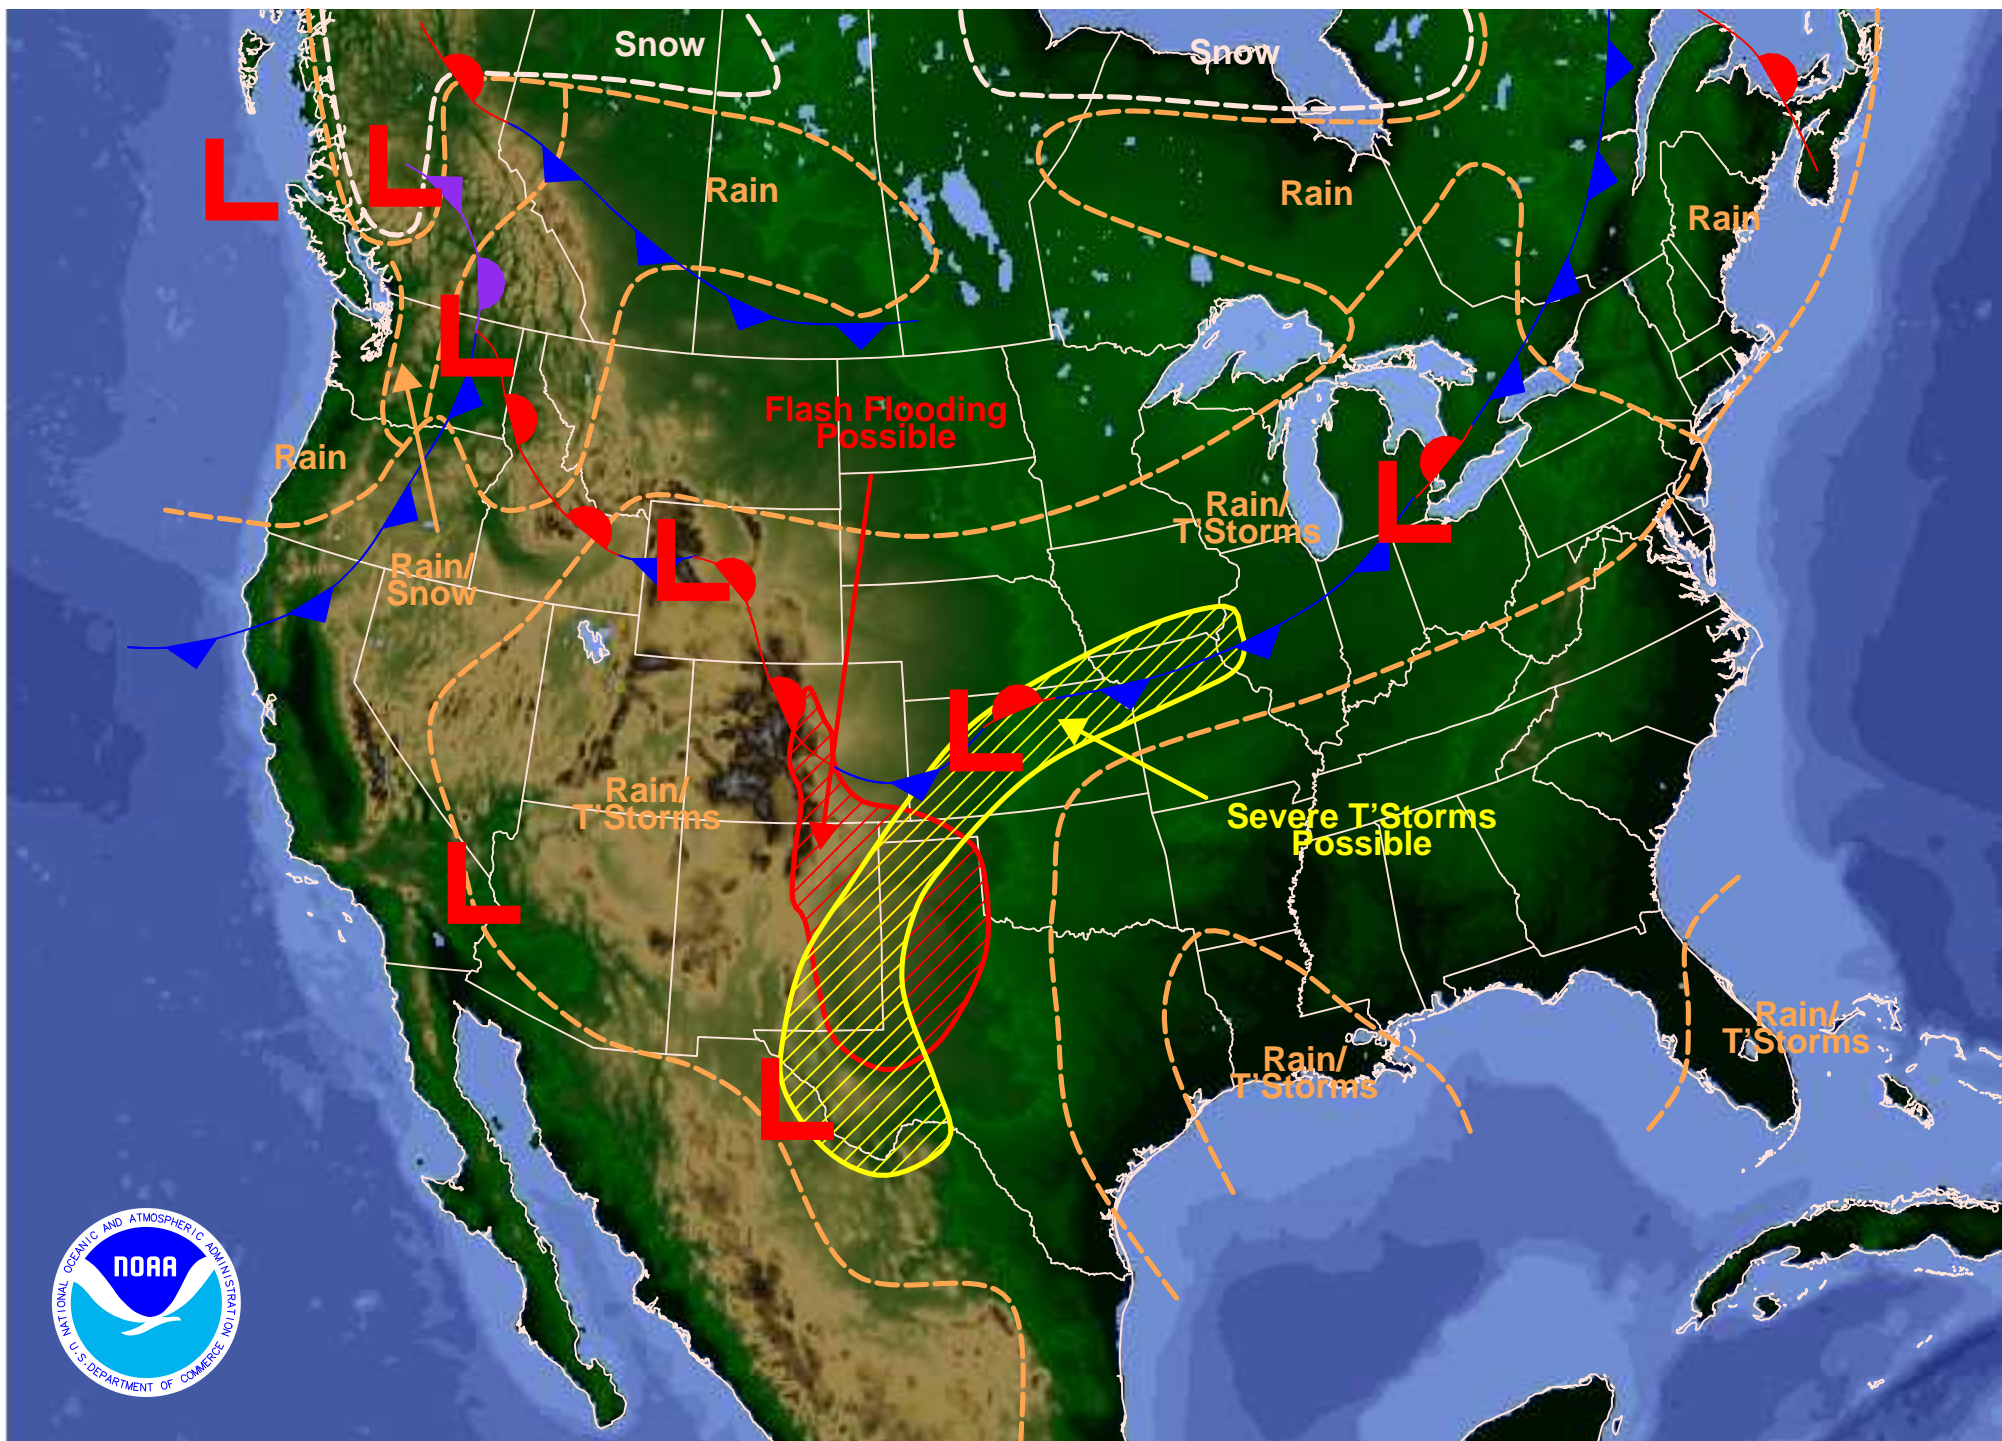 Snow
Snow
L
L
Rain
Rain
Rain
L
Flash Flooding
Possible
Rain
L
Rain/
T'Storms
L
Rain/
Snow
L
Rain/
T'Storms
Severe T'Storms
Possible
L
Rain/
T'Storms
Rain/
T'Storms
L
NATIONAL OCEANIC AND ATMOSPHERIC ADMINISTRATION
NOAA
U.S. DEPARTMENT OF COMMERCE